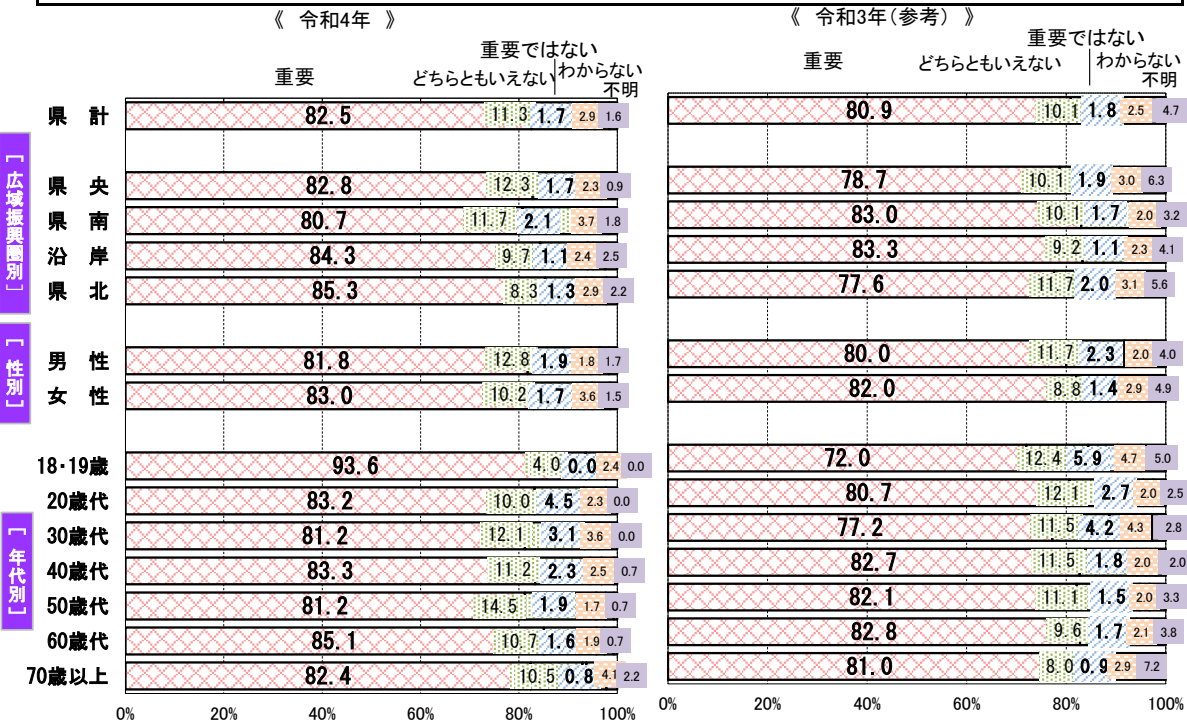 《 令和4年 》
重要 どちらともいえない 重要ではない わからない 不明
県 計 82.5 11.3 1.7 2.9 1.6
[広域振興圏別]
県 央 82.8 12.3 1.7 2.3 0.9
県 南 80.7 11.7 2.1 3.7 1.8
沿 岸 84.3 9.7 1.1 2.4 2.5
県 北 85.3 8.3 1.3 2.9 2.2
[性別]
男 性 81.8 12.8 1.9 1.8 1.7
女 性 83.0 10.2 1.7 3.6 1.5
[年代別]
18・19歳 93.6 4.0 0.0 2.4 0.0
20歳代 83.2 10.0 4.5 2.3 0.0
30歳代 81.2 12.1 3.1 3.6 0.0
40歳代 83.3 11.2 2.3 2.5 0.7
50歳代 81.2 14.5 1.9 1.7 0.7
60歳代 85.1 10.7 1.6 1.9 0.7
70歳以上 82.4 10.5 0.8 4.1 2.2
0% 20% 40% 60% 80% 100%
《 令和3年(参考) 》
重要 どちらともいえない 重要ではない わからない 不明
80.9 10.1 1.8 2.5 4.7
78.7 10.1 1.9 3.0 6.3
83.0 10.1 1.7 2.0 3.2
83.3 9.2 1.1 2.3 4.1
77.6 11.7 2.0 3.1 5.6
80.0 11.7 2.3 2.0 4.0
82.0 8.8 1.4 2.9 4.9
72.0 12.4 5.9 4.7 5.0
80.7 12.1 2.7 2.0 2.5
77.2 11.5 4.2 4.3 2.8
82.7 11.5 1.8 2.0 2.0
82.1 11.1 1.5 2.0 3.3
82.8 9.6 1.7 2.1 3.8
81.0 8.0 0.9 2.9 7.2
0% 20% 40% 60% 80% 100%